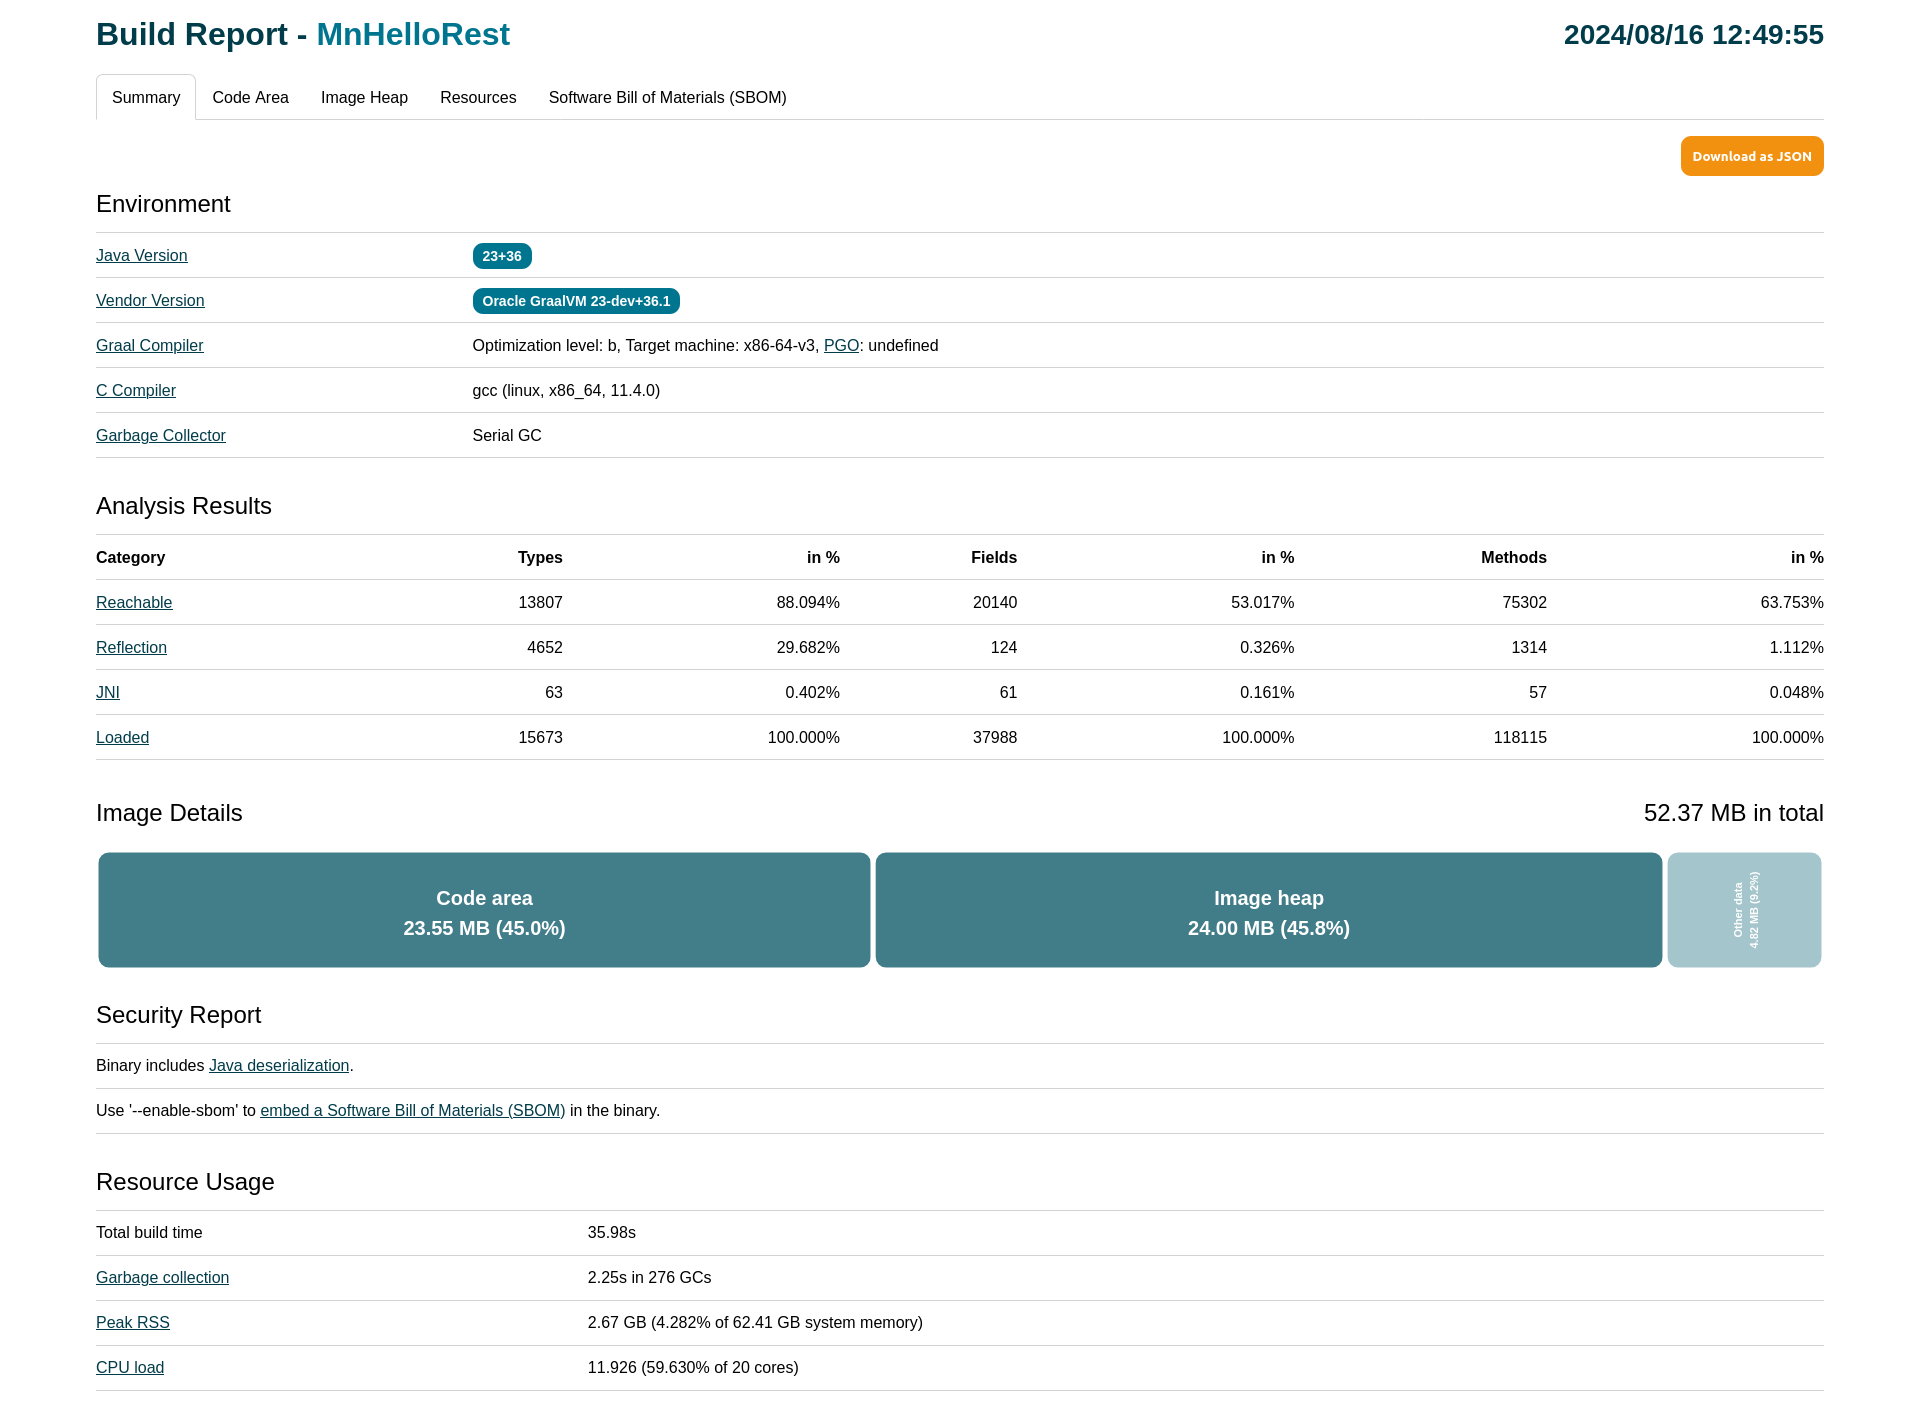 Build Report - MnHelloRest 2024/08/16 12:49:55
Summary Code Area Image Heap Resources Software Bill of Materials (SBOM)
Download as JSON
Environment
Java Version 23+36
Vendor Version Oracle GraalVM 23-dev+36.1
Graal Compiler Optimization level: b, Target machine: x86-64-v3, PGO: undefined
C Compiler gcc (linux, x86_64, 11.4.0)
Garbage Collector Serial GC
Analysis Results
Category Types in % Fields in % Methods in %
Reachable 13807 88.094% 20140 53.017% 75302 63.753%
Reflection 4652 29.682% 124 0.326% 1314 1.112%
JNI 63 0.402% 61 0.161% 57 0.048%
Loaded 15673 100.000% 37988 100.000% 118115 100.000%
Image Details 52.37 MB in total
Code area
23.55 MB (45.0%)
Image heap
24.00 MB (45.8%)
Other data
4.82 MB (9.2%)
Security Report
Binary includes Java deserialization.
Use '--enable-sbom' to embed a Software Bill of Materials (SBOM) in the binary.
Resource Usage
Total build time 35.98s
Garbage collection 2.25s in 276 GCs
Peak RSS 2.67 GB (4.282% of 62.41 GB system memory)
CPU load 11.926 (59.630% of 20 cores)